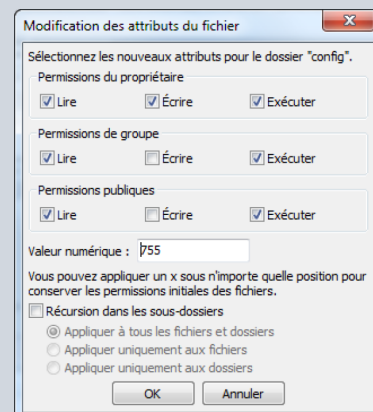 Modification des attributs du fichier
Sélectionnez les nouveaux attributs pour le dossier "config".
Permissions du propriétaire
Lire Écrire Exécuter
Permissions de groupe
Lire Écrire Exécuter
Permissions publiques
Lire Écrire Exécuter
Valeur numérique : 755
Vous pouvez appliquer un x sous n'importe quelle position pour
conserver les permissions initiales des fichiers.
Récursion dans les sous-dossiers
Appliquer à tous les fichiers et dossiers
Appliquer uniquement aux fichiers
Appliquer uniquement aux dossiers
OK Annuler